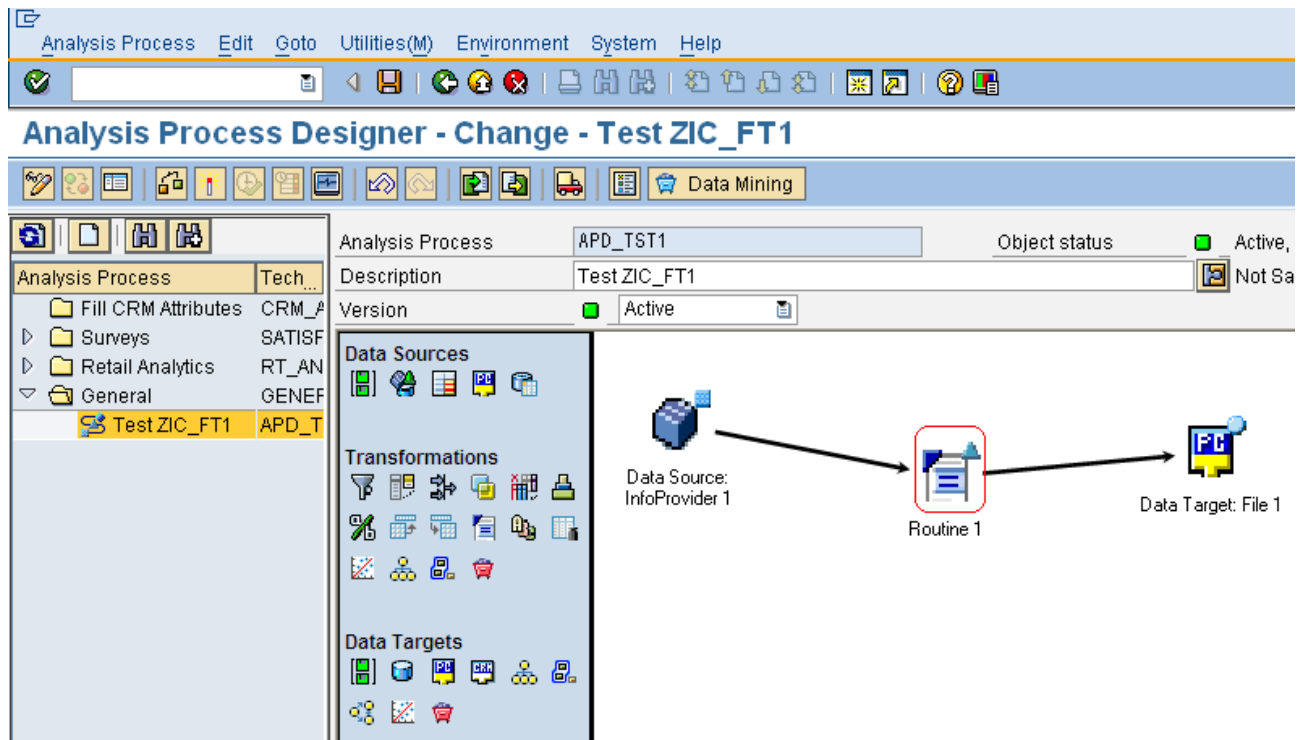 Analysis Process Edit Goto Utilities(M) Environment System Help
Analysis Process Designer - Change - Test ZIC_FT1
Data Mining
Analysis Process APD_TST1 Object status Active,
Analysis Process Tech...
Description Test ZIC_FT1 Not Sa
Fill CRM Attributes CRM_A
Version Active
Surveys SATISF
Retail Analytics RT_AN
General GENEF
Test ZIC_FT1 APD_T
Data Sources
Transformations
Data Targets
Data Source:
InfoProvider 1
Routine 1
Data Target: File 1